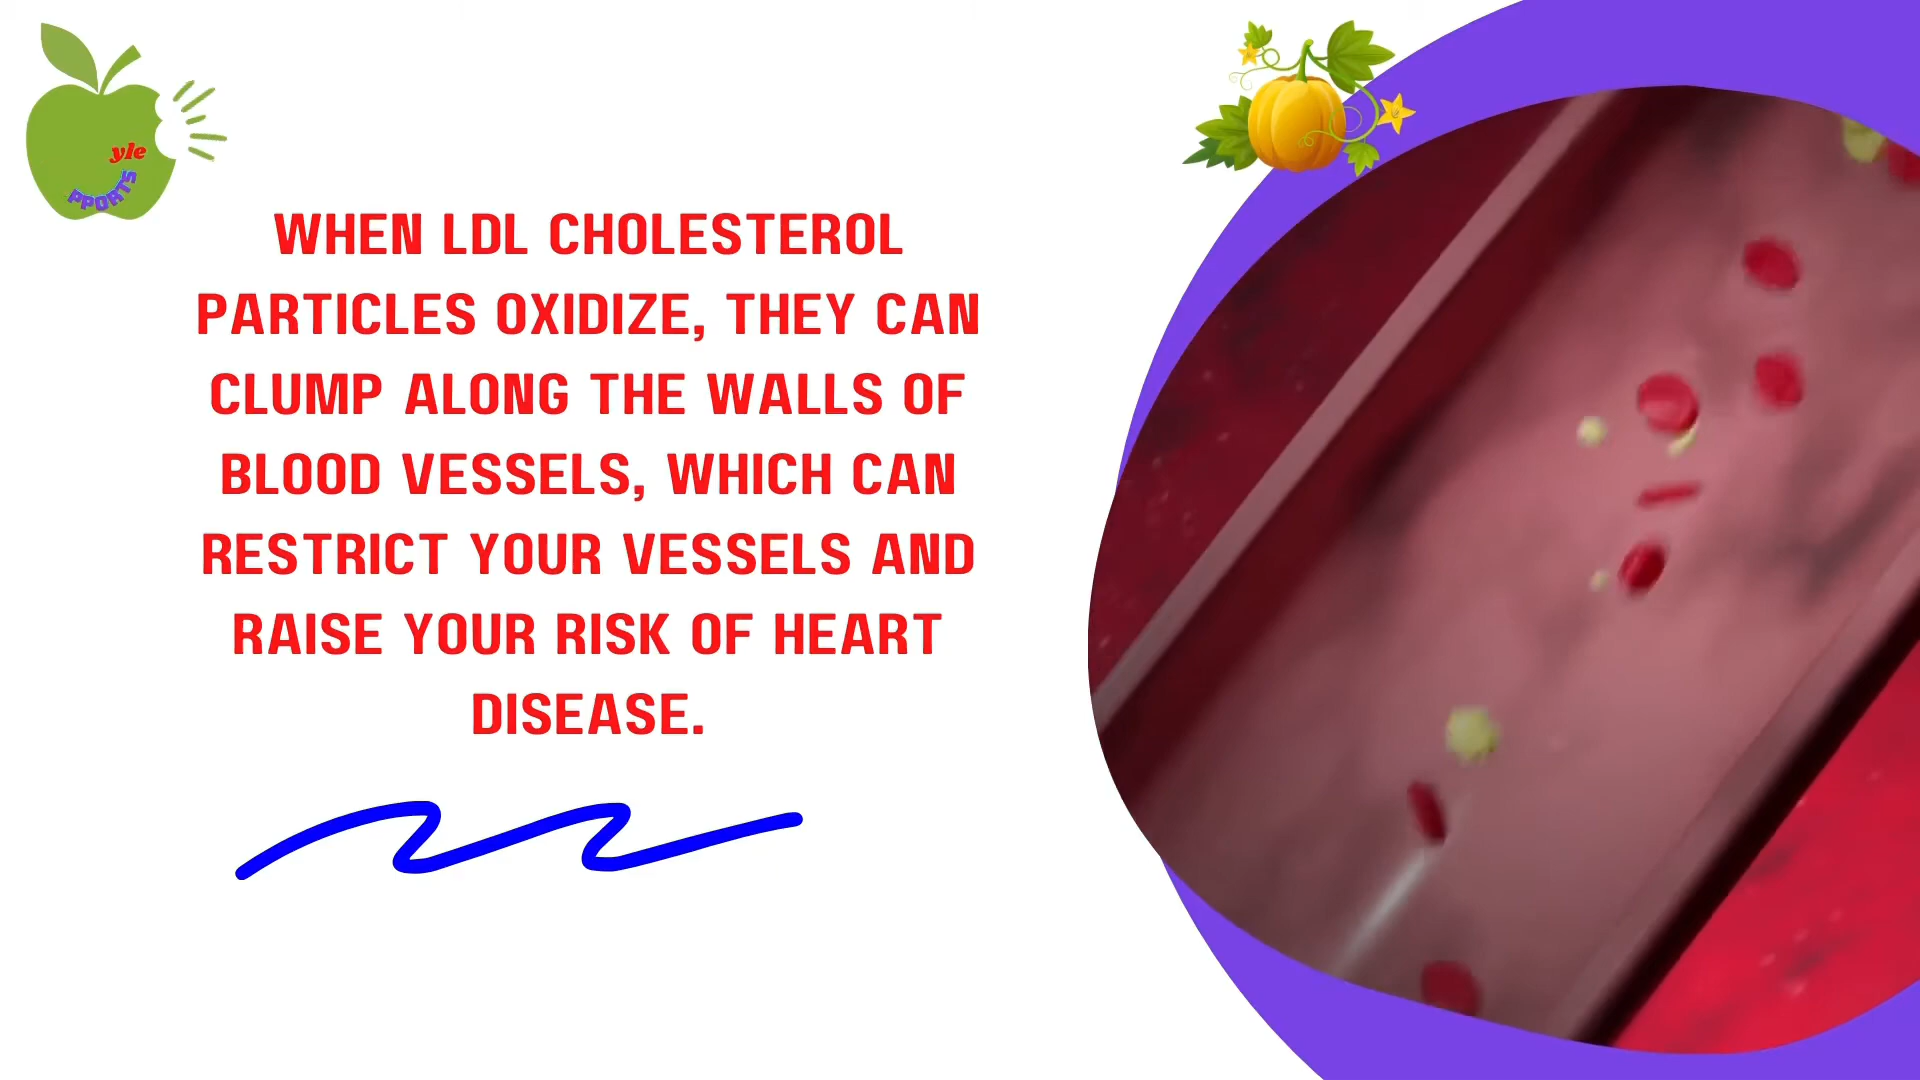 yle
PPORTS
WHEN LDL CHOLESTEROL
PARTICLES OXIDIZE, THEY CAN
CLUMP ALONG THE WALLS OF
BLOOD VESSELS, WHICH CAN
RESTRICT YOUR VESSELS AND
RAISE YOUR RISK OF HEART
DISEASE.